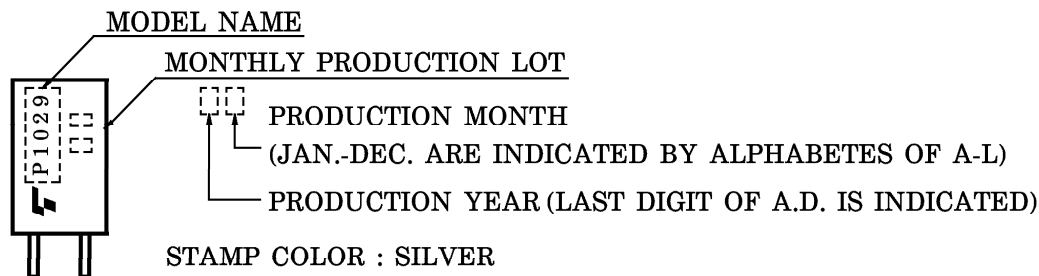 MODEL NAME
MONTHLY PRODUCTION LOT
P1029
PRODUCTION MONTH
(JAN.-DEC. ARE INDICATED BY ALPHABETES OF A-L)
PRODUCTION YEAR (LAST DIGIT OF A.D. IS INDICATED)
STAMP COLOR : SILVER